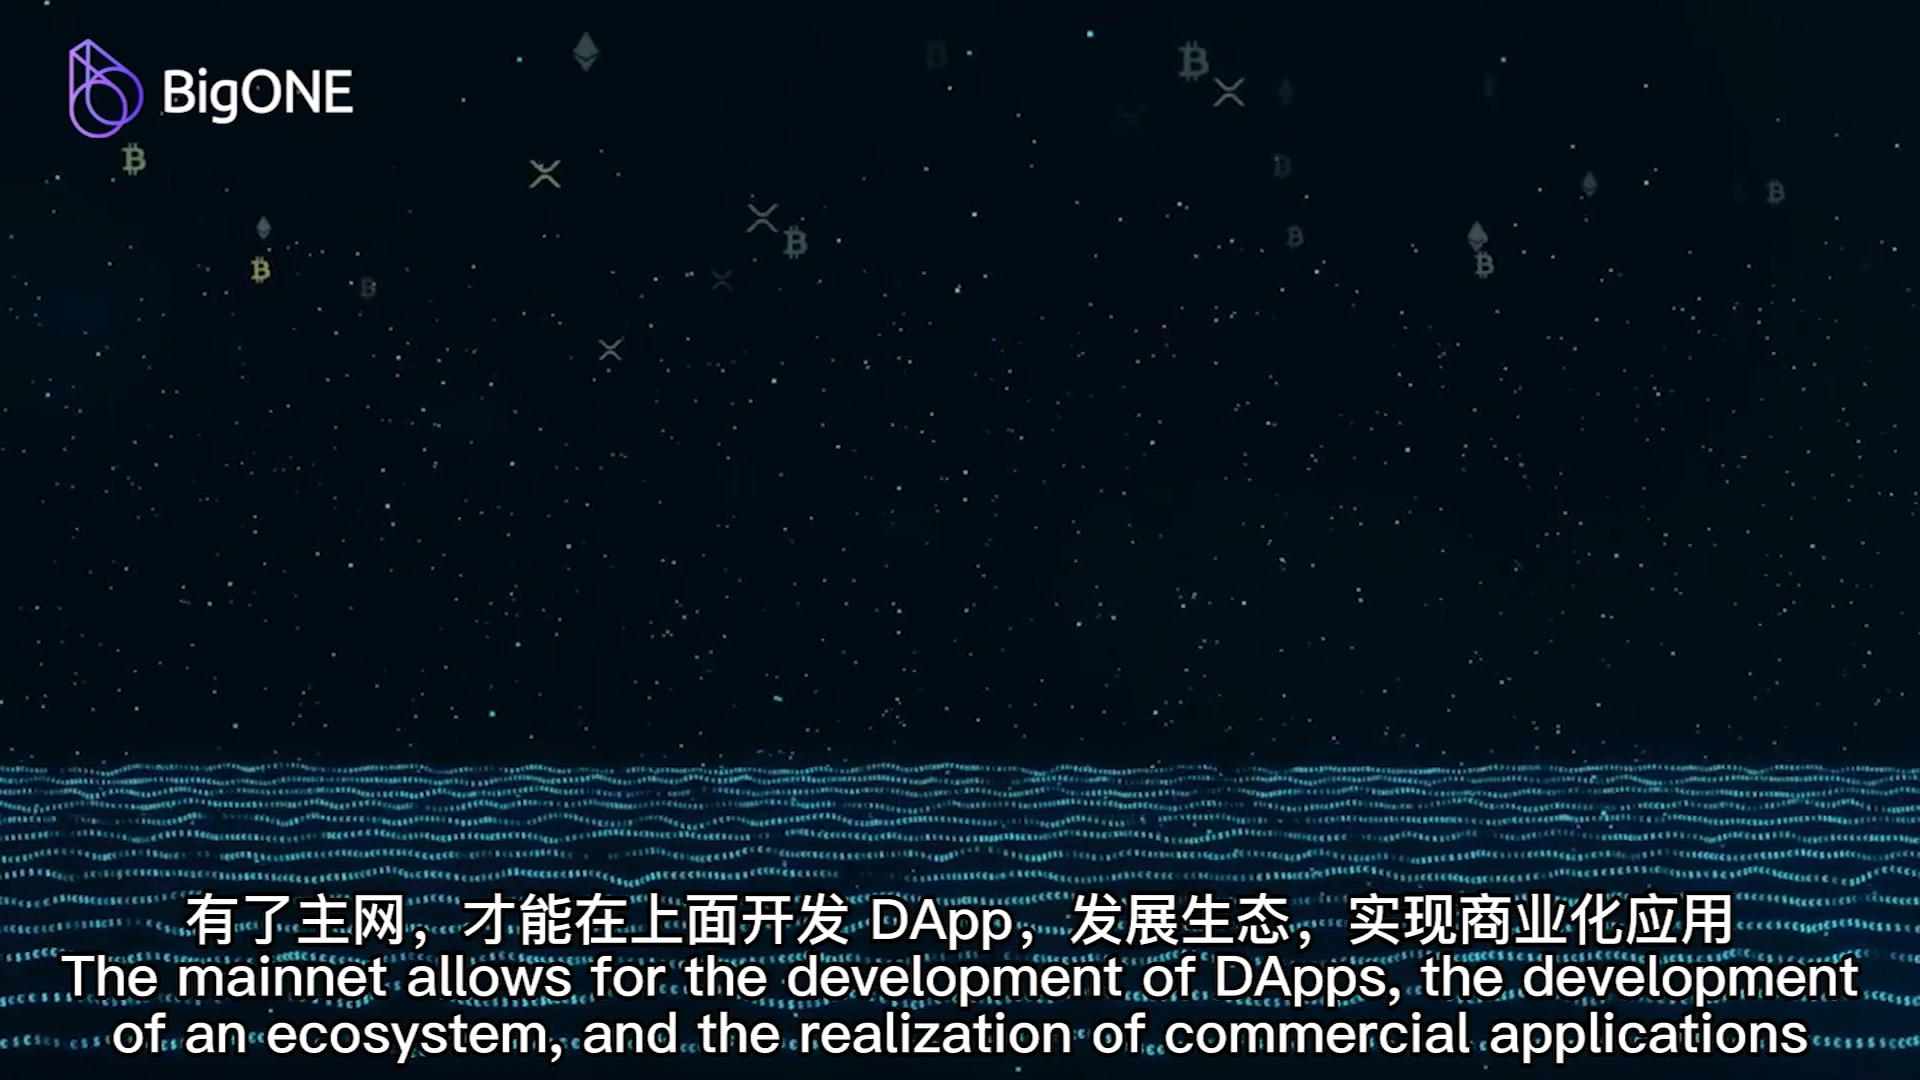 BigONE
有了主网，才能在上面开发 DApp，发展生态，实现商业化应用
The mainnet allows for the development of DApps, the development
of an ecosystem, and the realization of commercial applications